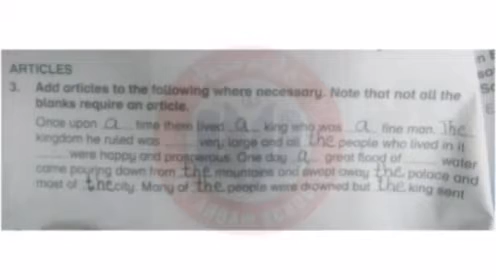 ARTICLES
3. Add articles to the following where necessary. Note that not all the
blanks require an article.
Once upon a time there lived a king who was a fine man. The
kingdom he ruled was ____ very large and all the people who lived in it
____ were happy and prosperous. One day a great flood of ____ water
came pouring down from the mountains and swept away the palace and
most of the city. Many of the people were drowned but the king sent